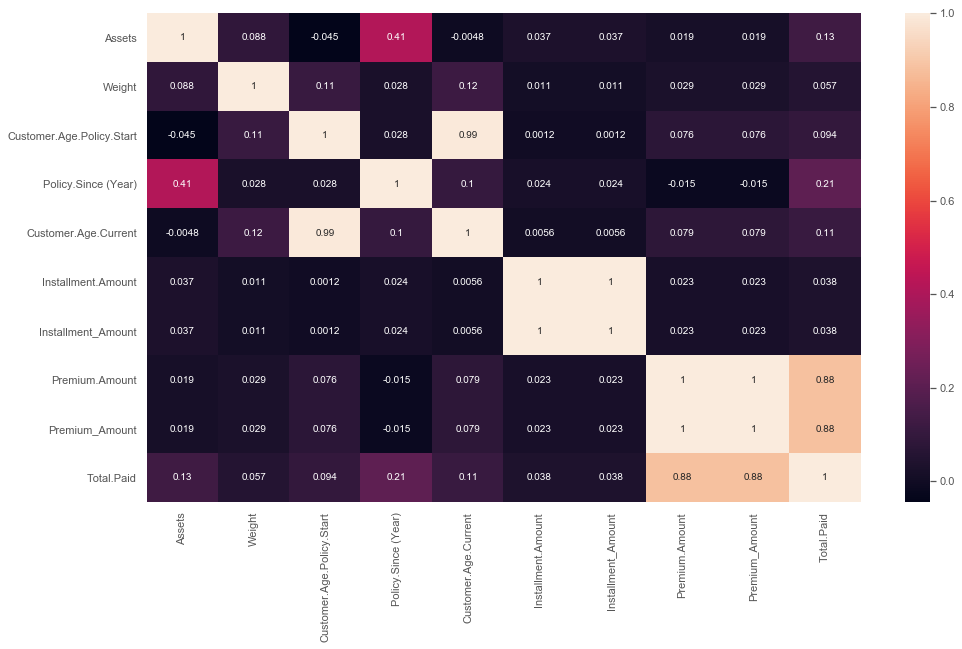 Assets 1 0.088 -0.045 0.41 -0.0048 0.037 0.037 0.019 0.019 0.13
Weight 0.088 1 0.11 0.028 0.12 0.011 0.011 0.029 0.029 0.057
Customer.Age.Policy.Start -0.045 0.11 1 0.028 0.99 0.0012 0.0012 0.076 0.076 0.094
Policy.Since (Year) 0.41 0.028 0.028 1 0.1 0.024 0.024 -0.015 -0.015 0.21
Customer.Age.Current -0.0048 0.12 0.99 0.1 1 0.0056 0.0056 0.079 0.079 0.11
Installment.Amount 0.037 0.011 0.0012 0.024 0.0056 1 1 0.023 0.023 0.038
Installment_Amount 0.037 0.011 0.0012 0.024 0.0056 1 1 0.023 0.023 0.038
Premium.Amount 0.019 0.029 0.076 -0.015 0.079 0.023 0.023 1 1 0.88
Premium_Amount 0.019 0.029 0.076 -0.015 0.079 0.023 0.023 1 1 0.88
Total.Paid 0.13 0.057 0.094 0.21 0.11 0.038 0.038 0.88 0.88 1
Assets
Weight
Customer.Age.Policy.Start
Policy.Since (Year)
Customer.Age.Current
Installment.Amount
Installment_Amount
Premium.Amount
Premium_Amount
Total.Paid
1.0
0.8
0.6
0.4
0.2
0.0